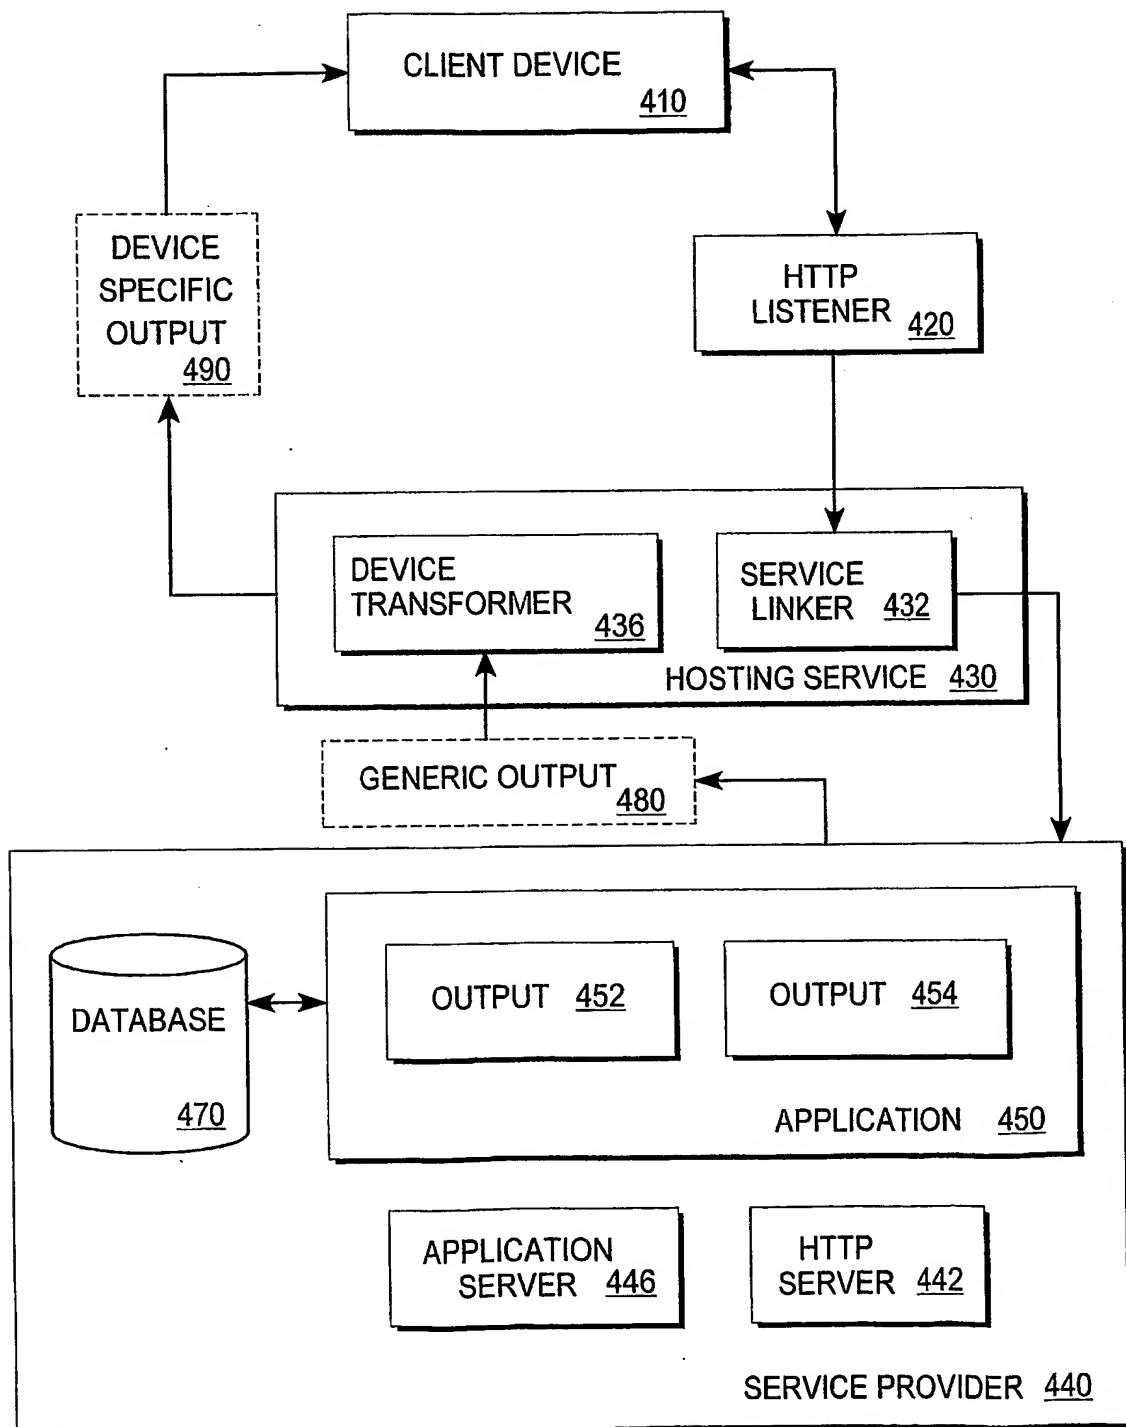 CLIENT DEVICE
410
DEVICE
SPECIFIC
OUTPUT
490
HTTP
LISTENER 420
DEVICE
TRANSFORMER
436
SERVICE
LINKER 432
HOSTING SERVICE 430
GENERIC OUTPUT
480
DATABASE
470
OUTPUT 452
OUTPUT 454
APPLICATION 450
APPLICATION
SERVER 446
HTTP
SERVER 442
SERVICE PROVIDER 440